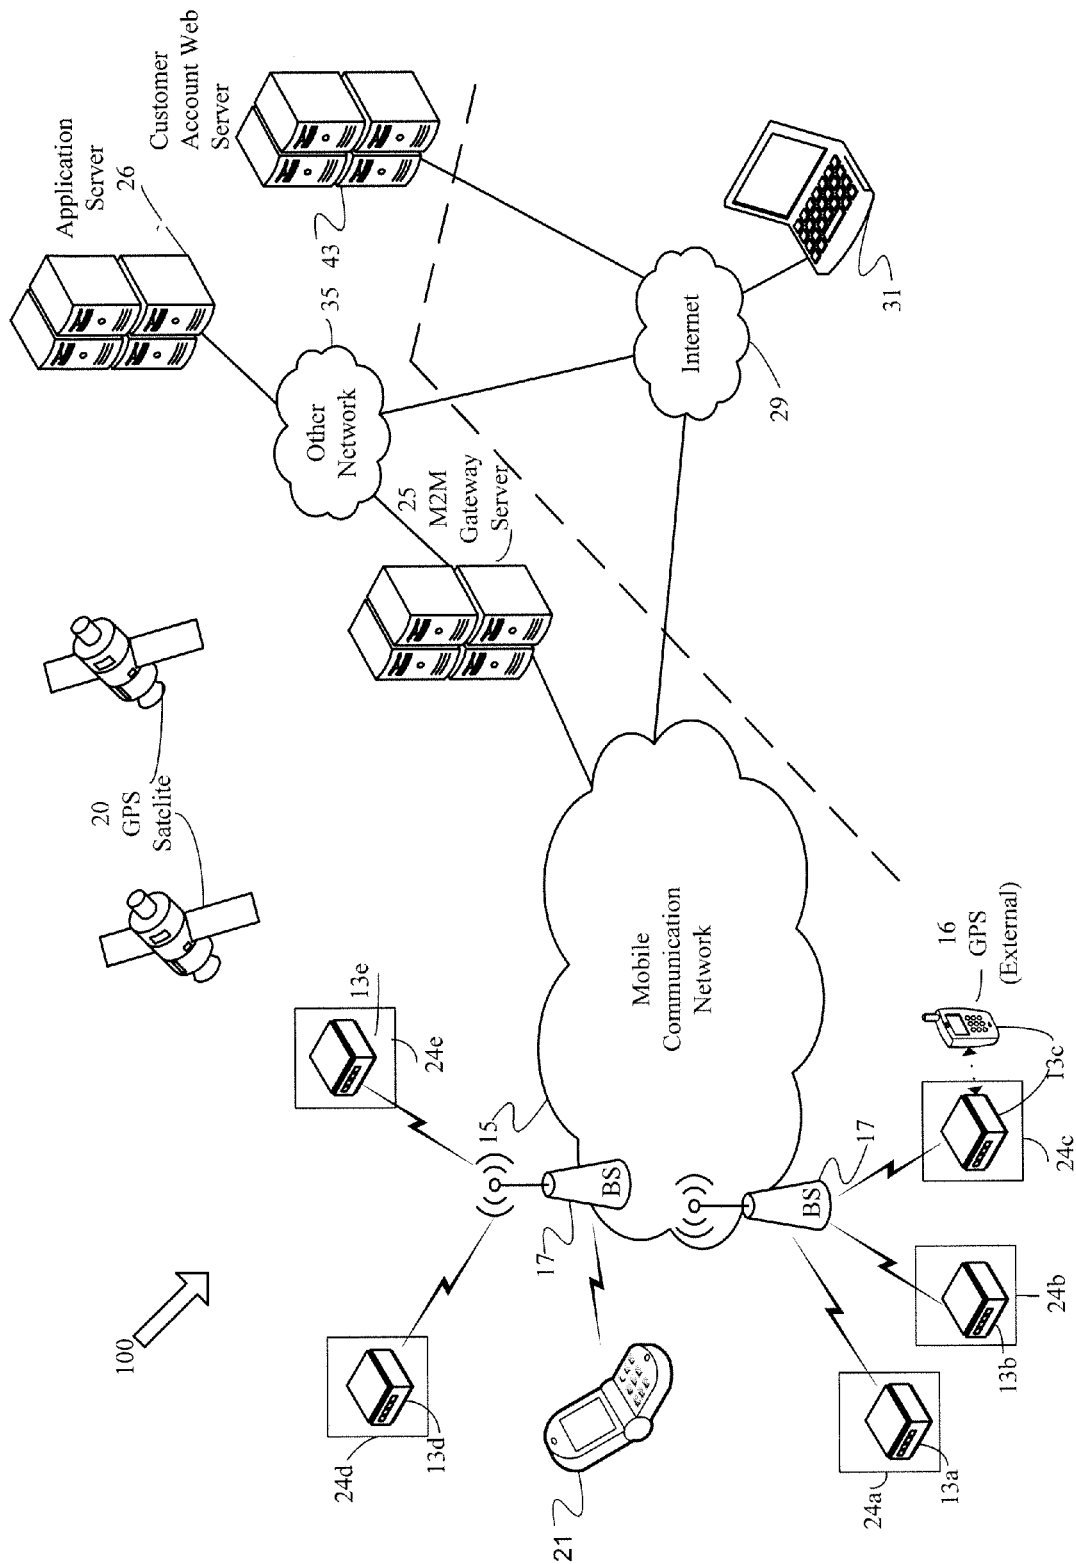 100
20
GPS
Satelite
Application
Server
26
Customer
Account Web
Server
43
35
Other
Network
25
M2M
Gateway
Server
Internet
29
31
24d
13d
13e
24e
15
17
BS
21
Mobile
Communication
Network
BS
17
24a
13a
13b
24b
24c
13c
16
GPS
(External)